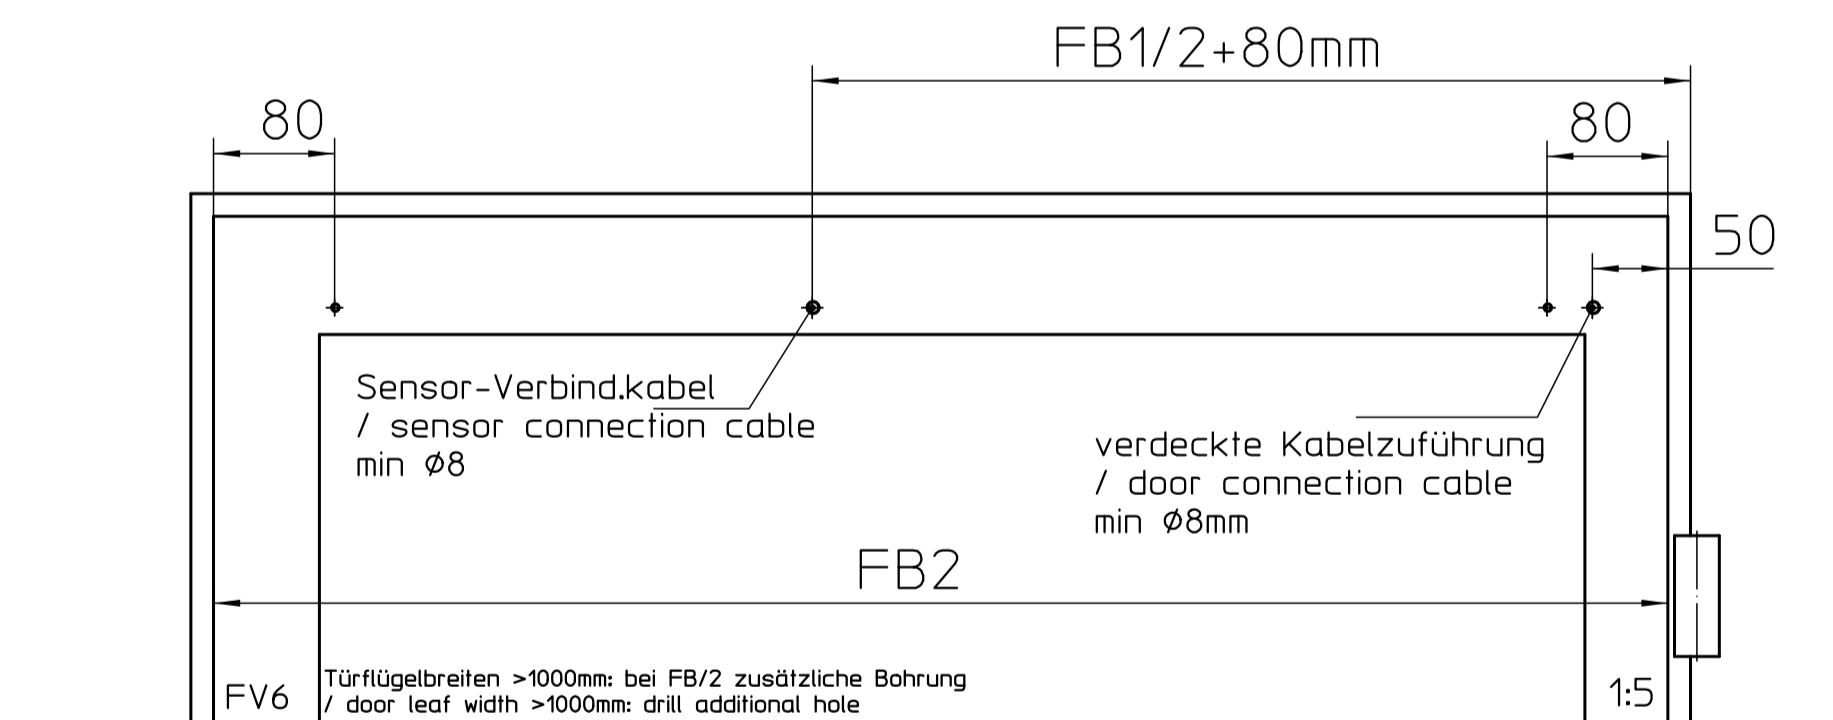 FB1/2+80mm
80
80
50
Sensor-Verbind.kabel
/ sensor connection cable
min Ø8
verdeckte Kabelzuführung
/ door connection cable
min Ø8mm
FB2
Türflügelbreiten >1000mm: bei FB/2 zusätzliche Bohrung
/ door leaf width >1000mm: drill additional hole
FV6
1:5